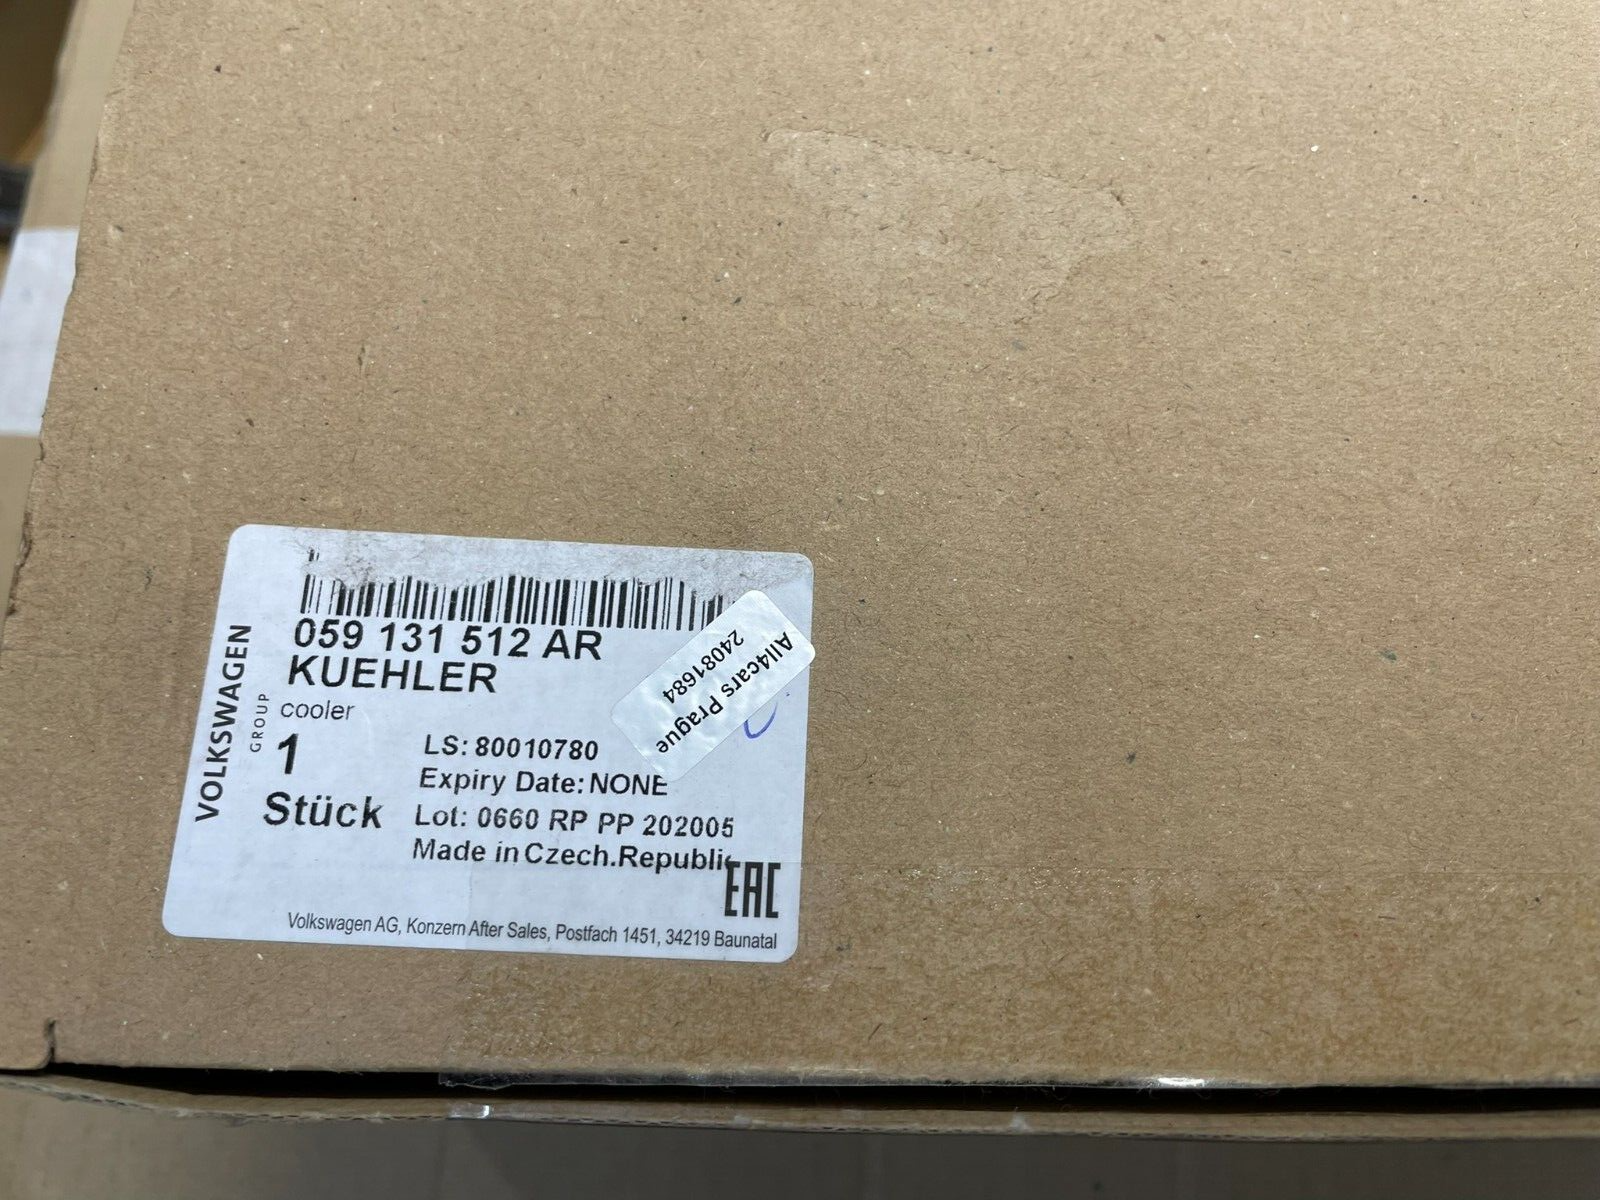 059 131 512 AR
KUEHLER
cooler
1
Stück
VOLKSWAGEN
GROUP
LS: 80010780
Expiry Date: NONE
Lot: 0660 RP PP 202005
Made in Czech.Republic
EAC
Volkswagen AG, Konzern After Sales, Postfach 1451, 34219 Baunatal
All4cars Prague
24081684